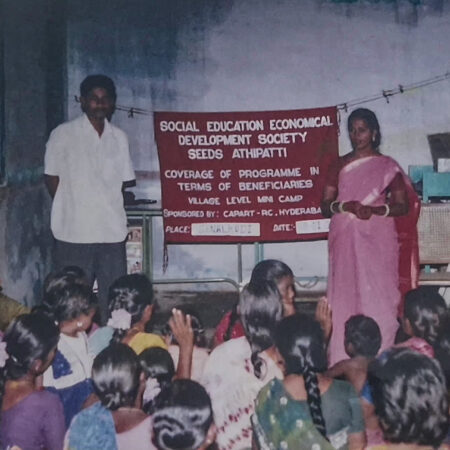 SOCIAL EDUCATION ECONOMICAL
DEVELOPMENT SOCIETY
SEEDS ATHIPATTI
COVERAGE OF PROGRAMME IN
TERMS OF BENEFICIARIES
VILLAGE LEVEL MINI CAMP
SPONSORED BY: CAPART-RC, HYDERABA
PLACE:
DATE:-